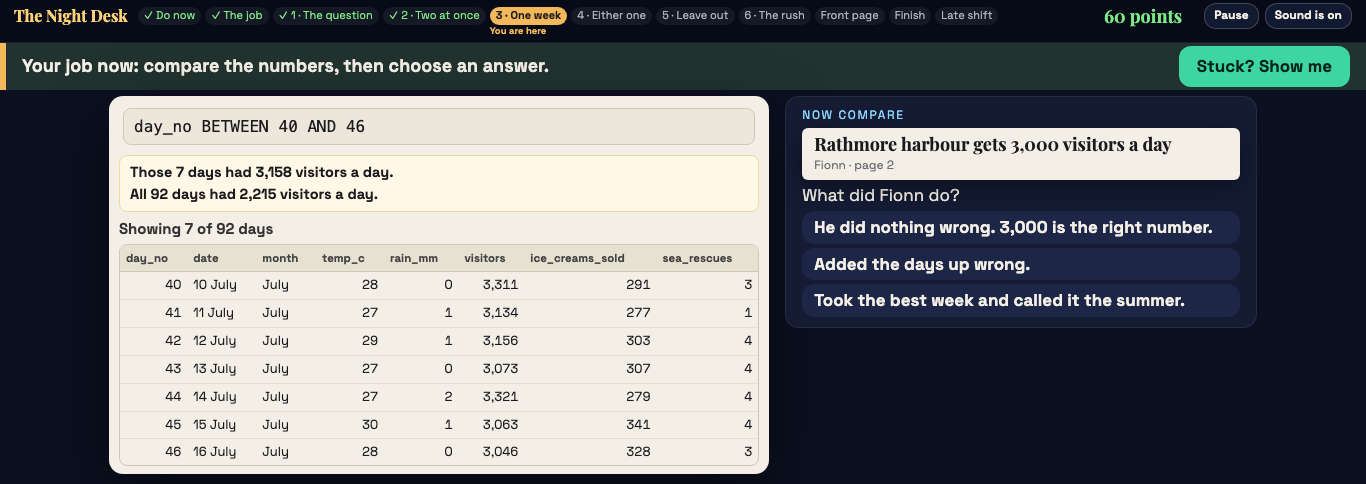 The Night Desk
✓ Do now
✓ The job
✓ 1 · The question
✓ 2 · Two at once
3 · One week
You are here
4 · Either one
5 · Leave out
6 · The rush
Front page
Finish
Late shift
60 points
Pause
Sound is on
Your job now: compare the numbers, then choose an answer.
Stuck? Show me
day_no BETWEEN 40 AND 46
Those 7 days had 3,158 visitors a day.
All 92 days had 2,215 visitors a day.
Showing 7 of 92 days
day_no date month temp_c rain_mm visitors ice_creams_sold sea_rescues
40 10 July July 28 0 3,311 291 3
41 11 July July 27 1 3,134 277 1
42 12 July July 29 1 3,156 303 4
43 13 July July 27 0 3,073 307 4
44 14 July July 27 2 3,321 279 4
45 15 July July 30 1 3,063 341 4
46 16 July July 28 0 3,046 328 3
NOW COMPARE
Rathmore harbour gets 3,000 visitors a day
Fionn · page 2
What did Fionn do?
He did nothing wrong. 3,000 is the right number.
Added the days up wrong.
Took the best week and called it the summer.